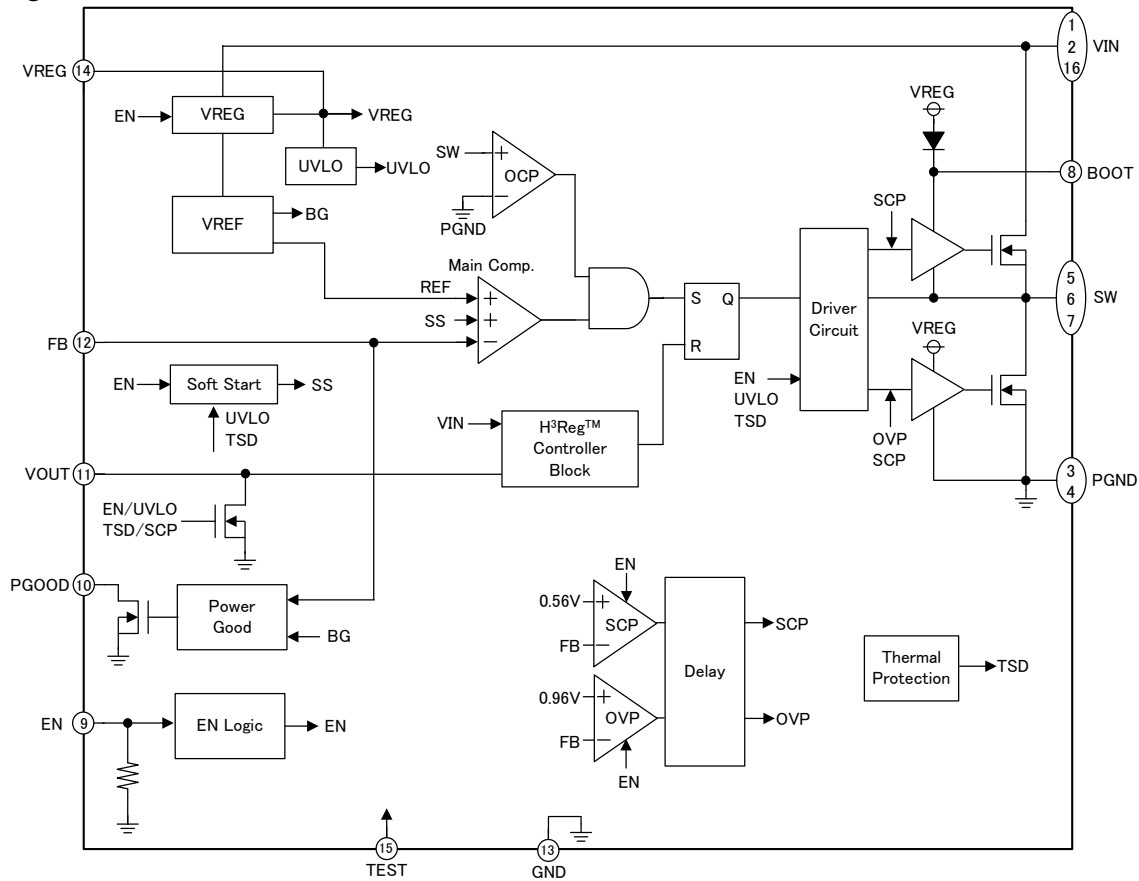 1
2
16
VIN
VREG
14
EN
VREG
VREG
UVLO
UVLO
VREF
BG
SW
+
OCP
−
PGND
VREG
8
BOOT
SCP
Main Comp.
REF
+
SS
+
−
S
Q
R
Driver
Circuit
5
6
7
SW
FB
12
VREG
EN
UVLO
TSD
EN
Soft Start
SS
UVLO
TSD
VIN
H³Reg™
Controller
Block
OVP
SCP
VOUT
11
3
4
PGND
EN/UVLO
TSD/SCP
PGOOD
10
Power
Good
BG
EN
0.56V
+
SCP
FB
−
Delay
SCP
0.96V
+
OVP
FB
−
OVP
EN
Thermal
Protection
TSD
EN
9
EN Logic
EN
15
TEST
13
GND